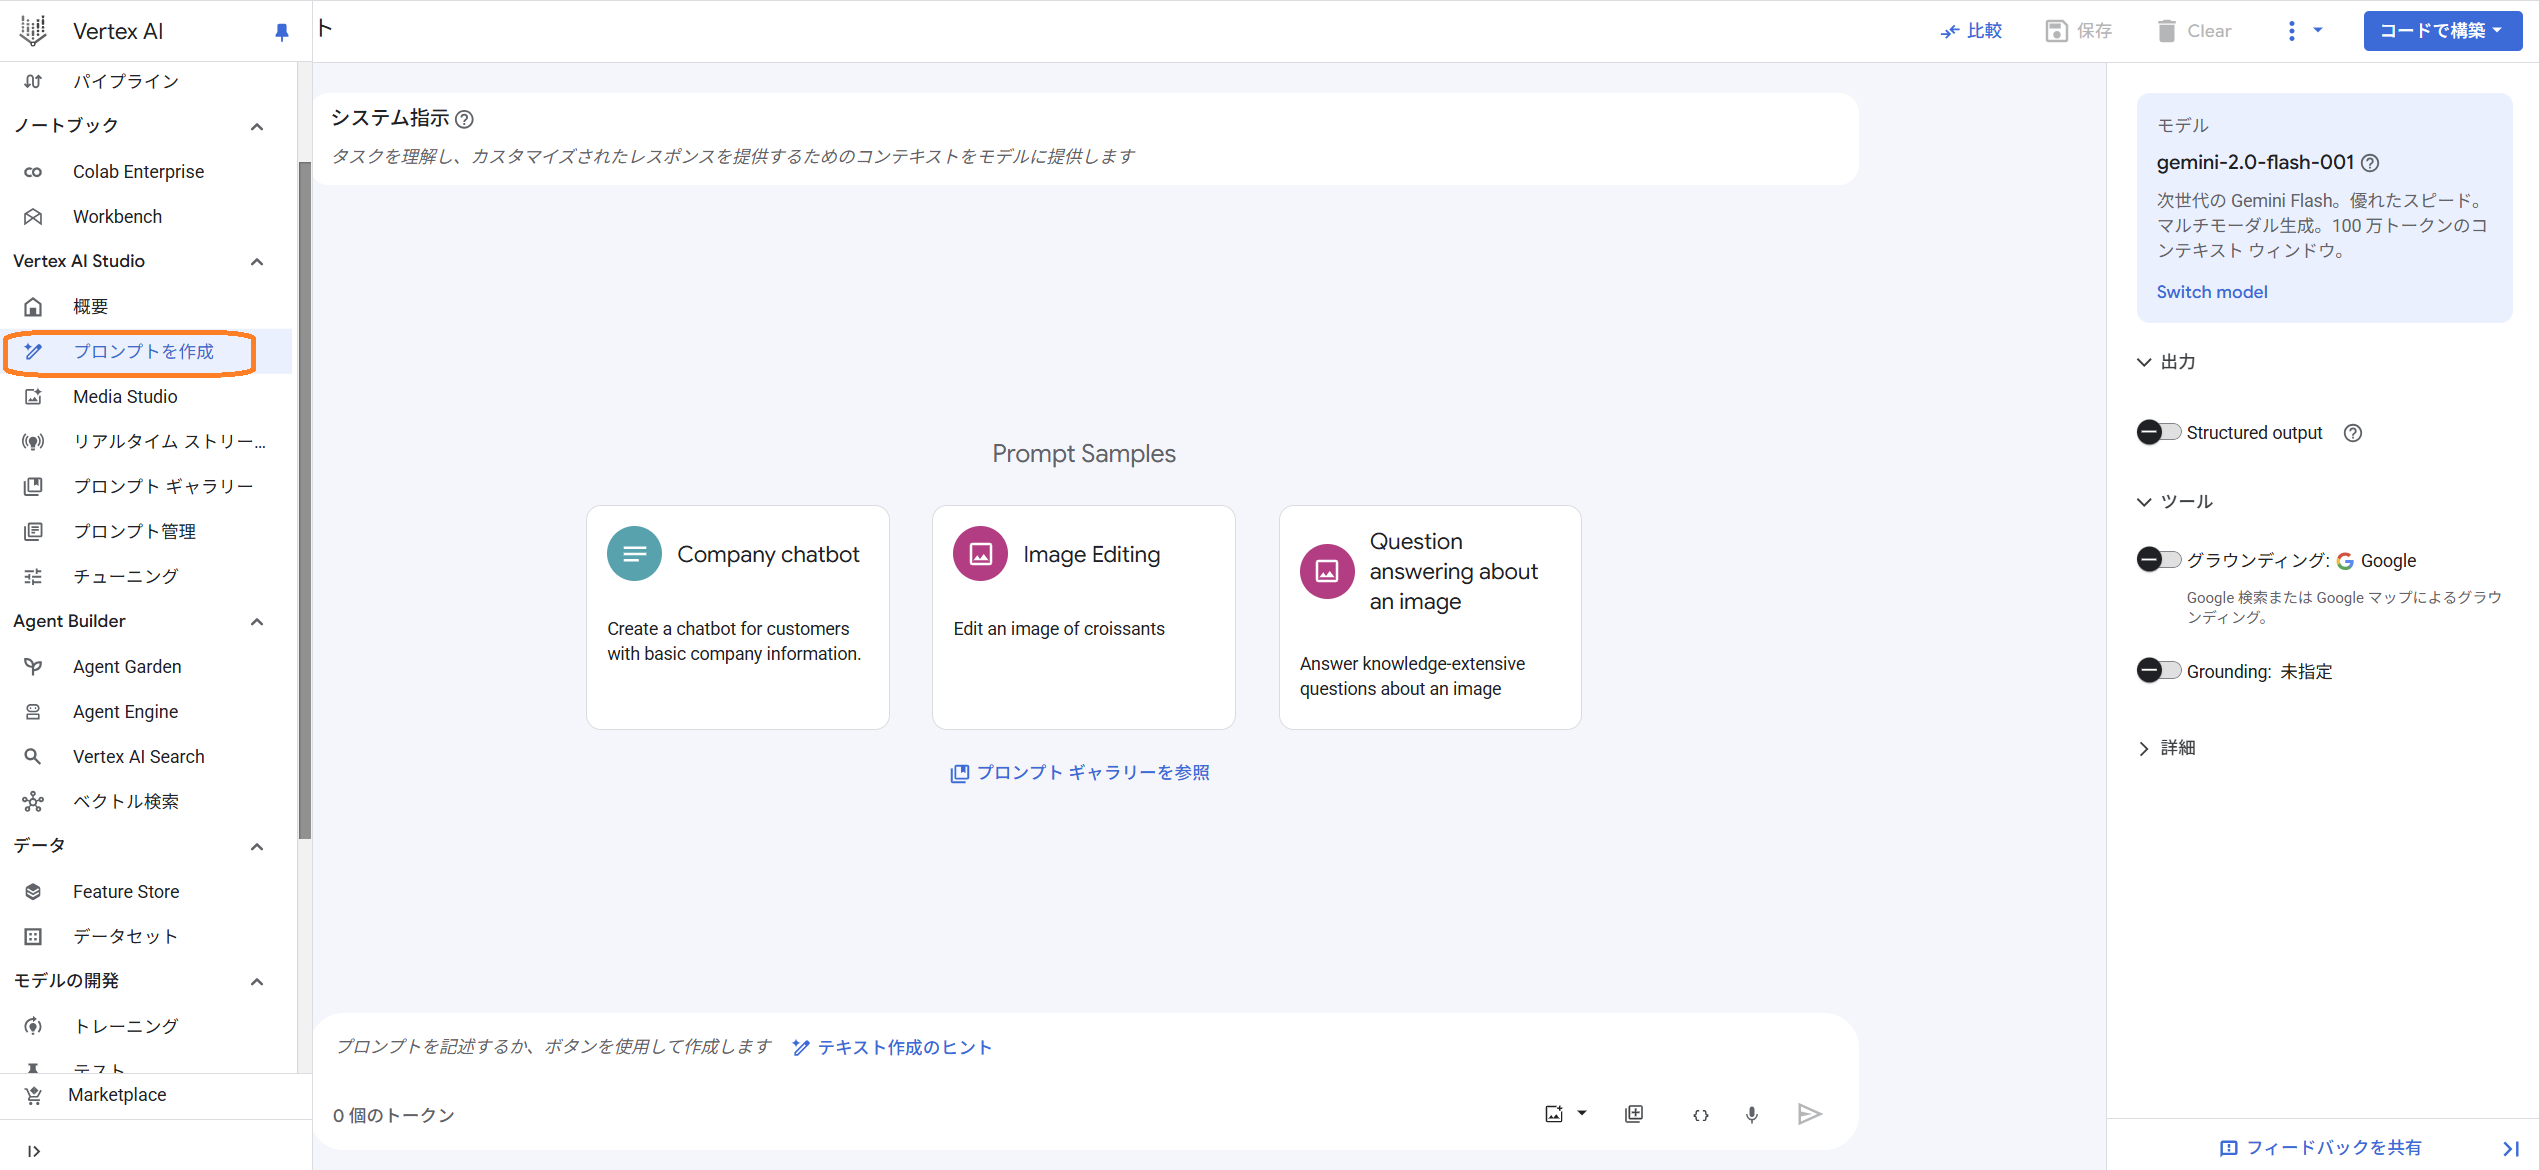 Vertex AI
ト
比較
保存
Clear
コードで構築
パイプライン
ノートブック
Colab Enterprise
Workbench
Vertex AI Studio
概要
プロンプトを作成
Media Studio
リアルタイム ストリー...
プロンプト ギャラリー
プロンプト管理
チューニング
Agent Builder
Agent Garden
Agent Engine
Vertex AI Search
ベクトル検索
データ
Feature Store
データセット
モデルの開発
トレーニング
テスト
Marketplace
システム指示
タスクを理解し、カスタマイズされたレスポンスを提供するためのコンテキストをモデルに提供します
Prompt Samples
Company chatbot
Create a chatbot for customers
with basic company information.
Image Editing
Edit an image of croissants
Question
answering about
an image
Answer knowledge-extensive
questions about an image
プロンプト ギャラリーを参照
プロンプトを記述するか、ボタンを使用して作成します
テキスト作成のヒント
0 個のトークン
モデル
gemini-2.0-flash-001
次世代の Gemini Flash。優れたスピード。
マルチモーダル生成。100 万トークンのコ
ンテキスト ウィンドウ。
Switch model
出力
Structured output
ツール
グラウンディング: Google
Google 検索または Google マップによるグラウ
ンディング。
Grounding: 未指定
詳細
フィードバックを共有